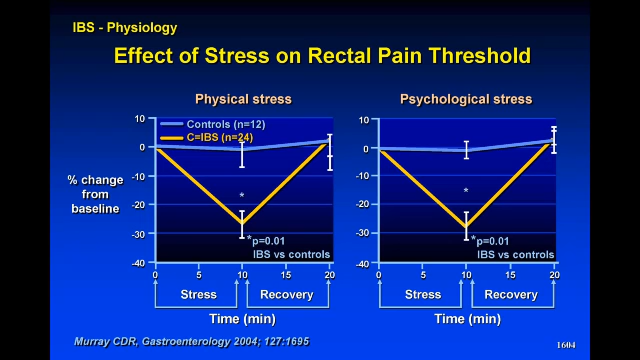 IBS - Physiology
Effect of Stress on Rectal Pain Threshold
Physical stress
Psychological stress
% change
from
baseline
10
0
-10
-20
-30
-40
Controls (n=12)
C=IBS (n=24)
*
*p=0.01
IBS vs controls
0 5 10 15 20
Stress
Recovery
Time (min)
10
0
-10
-20
-30
-40
*
*p=0.01
IBS vs controls
0 5 10 15 20
Stress
Recovery
Time (min)
Murray CDR, Gastroenterology 2004; 127:1695
1604